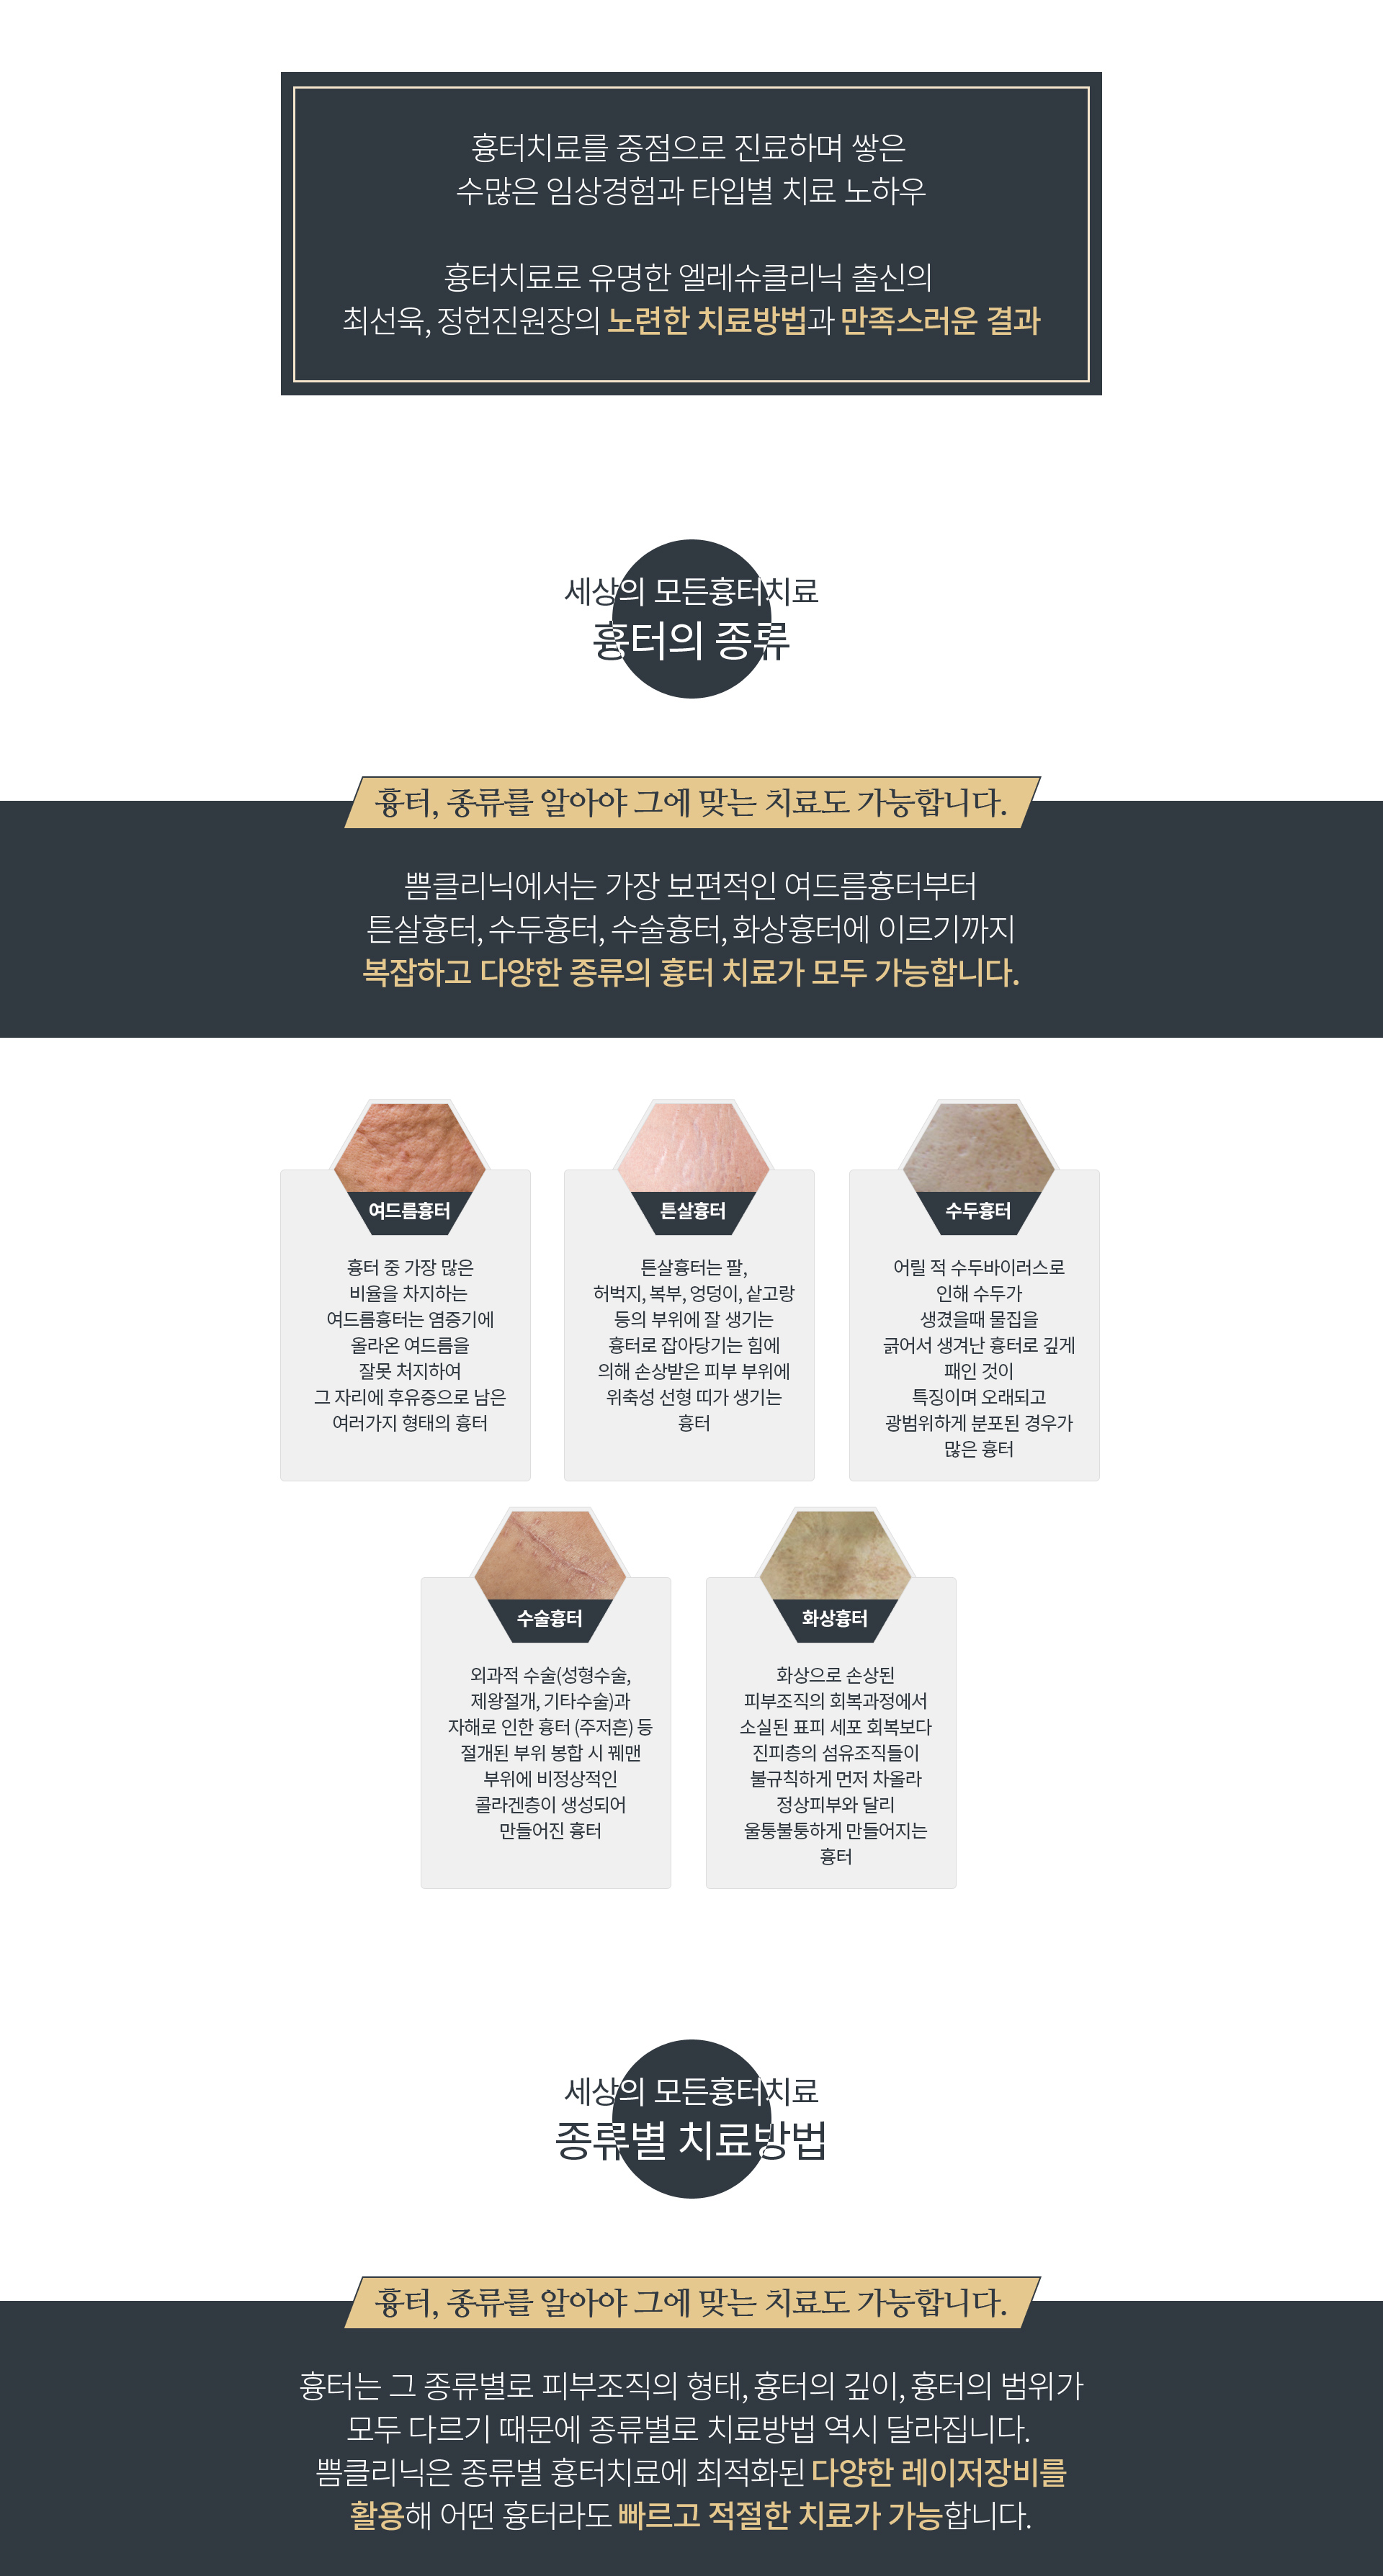 흉터치료를 중점으로 진료하며 쌓은
수많은 임상경험과 타입별 치료 노하우
흉터치료로 유명한 엘레슈클리닉 출신의
최선욱, 정헌진원장의 노련한 치료방법과 만족스러운 결과
세상의 모든흉터치료
흉터의 종류
흉터, 종류를 알아야 그에 맞는 치료도 가능합니다.
쁨클리닉에서는 가장 보편적인 여드름흉터부터
튼살흉터, 수두흉터, 수술흉터, 화상흉터에 이르기까지
복잡하고 다양한 종류의 흉터 치료가 모두 가능합니다.
여드름흉터
흉터 중 가장 많은
비율을 차지하는
여드름흉터는 염증기에
올라온 여드름을
잘못 처지하여
그 자리에 후유증으로 남은
여러가지 형태의 흉터
튼살흉터
튼살흉터는 팔,
허벅지, 복부, 엉덩이, 샅고랑
등의 부위에 잘 생기는
흉터로 잡아당기는 힘에
의해 손상받은 피부 부위에
위축성 선형 띠가 생기는
흉터
수두흉터
어릴 적 수두바이러스로
인해 수두가
생겼을때 물집을
긁어서 생겨난 흉터로 깊게
패인 것이
특징이며 오래되고
광범위하게 분포된 경우가
많은 흉터
수술흉터
외과적 수술(성형수술,
제왕절개, 기타수술)과
자해로 인한 흉터 (주저흔) 등
절개된 부위 봉합 시 꿰맨
부위에 비정상적인
콜라겐층이 생성되어
만들어진 흉터
화상흉터
화상으로 손상된
피부조직의 회복과정에서
소실된 표피 세포 회복보다
진피층의 섬유조직들이
불규칙하게 먼저 차올라
정상피부와 달리
울퉁불퉁하게 만들어지는
흉터
세상의 모든흉터치료
종류별 치료방법
흉터, 종류를 알아야 그에 맞는 치료도 가능합니다.
흉터는 그 종류별로 피부조직의 형태, 흉터의 깊이, 흉터의 범위가
모두 다르기 때문에 종류별로 치료방법 역시 달라집니다.
쁨클리닉은 종류별 흉터치료에 최적화된 다양한 레이저장비를
활용해 어떤 흉터라도 빠르고 적절한 치료가 가능합니다.